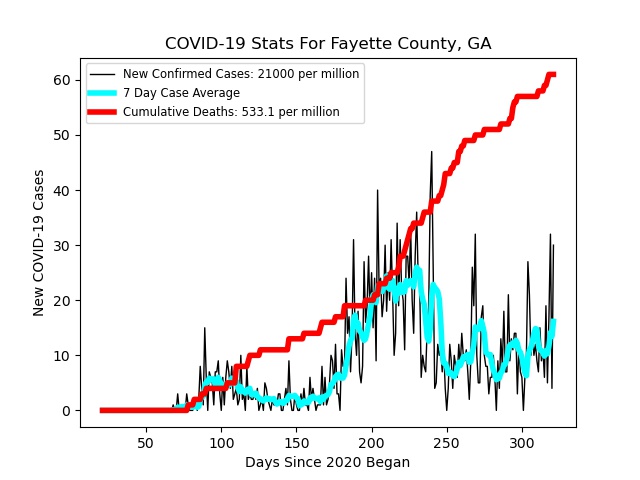 COVID-19 Stats For Fayette County, GA
New Confirmed Cases: 21000 per million
7 Day Case Average
Cumulative Deaths: 533.1 per million
New COVID-19 Cases
60
50
40
30
20
10
0
50 100 150 200 250 300
Days Since 2020 Began